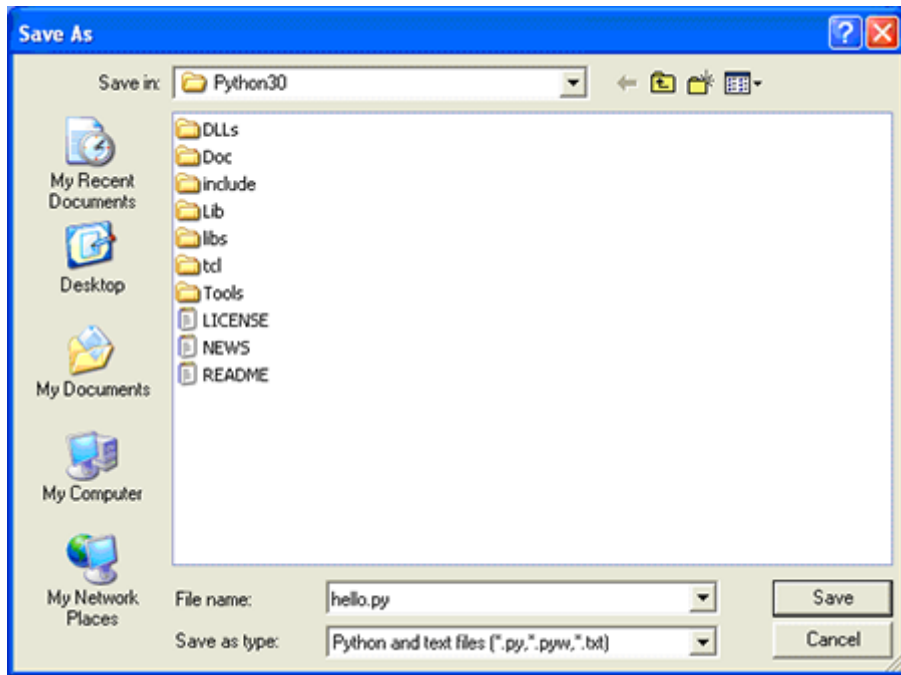 Save As
Save in:
Python30
My Recent
Documents
Desktop
My Documents
My Computer
My Network
Places
DLLs
Doc
include
Lib
libs
tcl
Tools
LICENSE
NEWS
README
File name:
hello.py
Save
Save as type:
Python and text files (*.py,*.pyw,*.txt)
Cancel